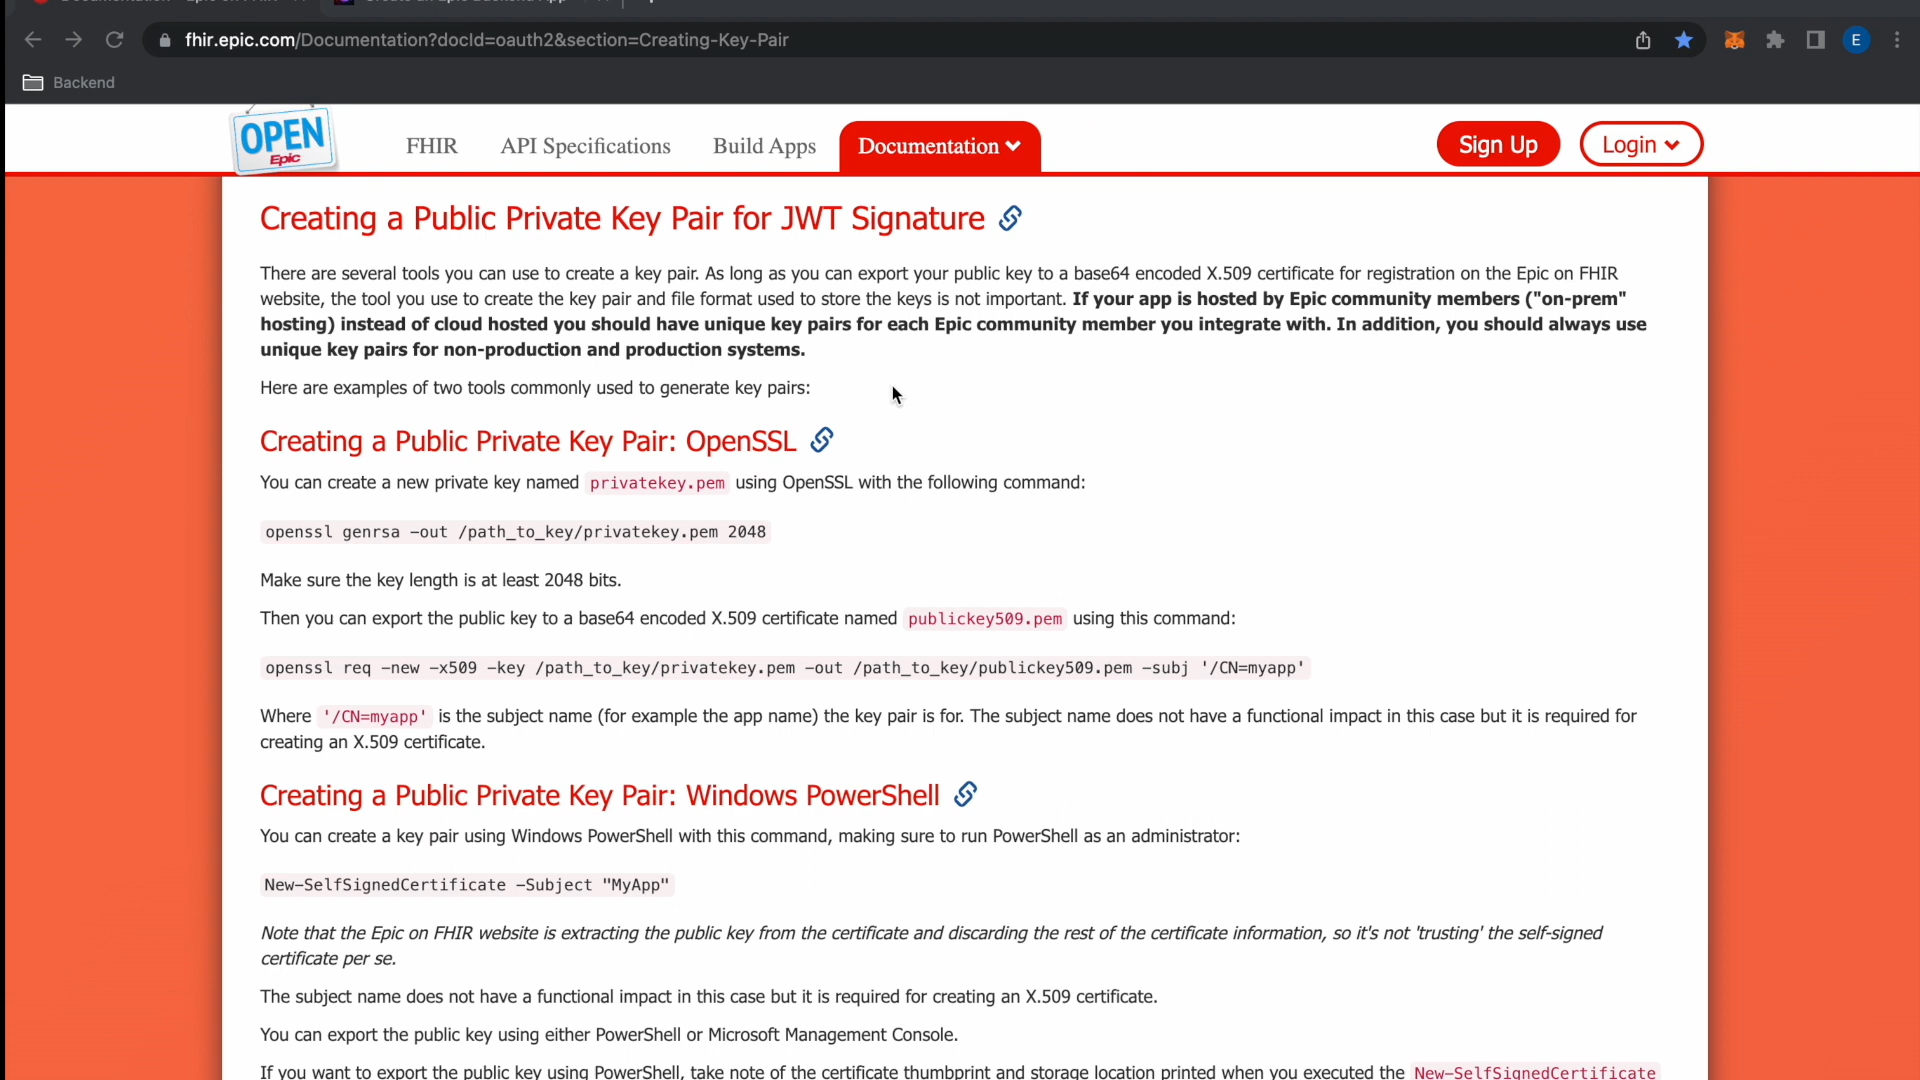 fhir.epic.com/Documentation?docId=oauth2&section=Creating-Key-Pair
E
Backend
OPEN
Epic
FHIR
API Specifications
Build Apps
Documentation
Sign Up
Login
Creating a Public Private Key Pair for JWT Signature
There are several tools you can use to create a key pair. As long as you can export your public key to a base64 encoded X.509 certificate for registration on the Epic on FHIR
website, the tool you use to create the key pair and file format used to store the keys is not important. If your app is hosted by Epic community members ("on-prem"
hosting) instead of cloud hosted you should have unique key pairs for each Epic community member you integrate with. In addition, you should always use
unique key pairs for non-production and production systems.
Here are examples of two tools commonly used to generate key pairs:
Creating a Public Private Key Pair: OpenSSL
You can create a new private key named privatekey.pem using OpenSSL with the following command:
openssl genrsa –out /path_to_key/privatekey.pem 2048
Make sure the key length is at least 2048 bits.
Then you can export the public key to a base64 encoded X.509 certificate named publickey509.pem using this command:
openssl req –new –x509 –key /path_to_key/privatekey.pem –out /path_to_key/publickey509.pem –subj '/CN=myapp'
Where '/CN=myapp' is the subject name (for example the app name) the key pair is for. The subject name does not have a functional impact in this case but it is required for
creating an X.509 certificate.
Creating a Public Private Key Pair: Windows PowerShell
You can create a key pair using Windows PowerShell with this command, making sure to run PowerShell as an administrator:
New–SelfSignedCertificate –Subject "MyApp"
Note that the Epic on FHIR website is extracting the public key from the certificate and discarding the rest of the certificate information, so it's not 'trusting' the self-signed
certificate per se.
The subject name does not have a functional impact in this case but it is required for creating an X.509 certificate.
You can export the public key using either PowerShell or Microsoft Management Console.
If you want to export the public key using PowerShell, take note of the certificate thumbprint and storage location printed when you executed the New–SelfSignedCertificate